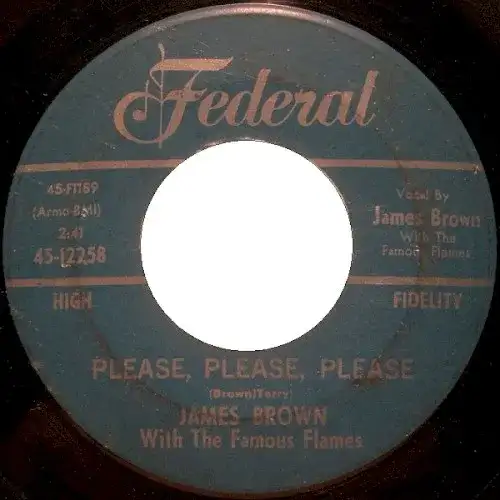 Federal
45-F1189
(Armo-BMI)
2:41
45-12258
Vocal By
James Brown
With The
Famous Flames
HIGH FIDELITY
PLEASE, PLEASE, PLEASE
(Brown/Terry)
JAMES BROWN
With The Famous Flames